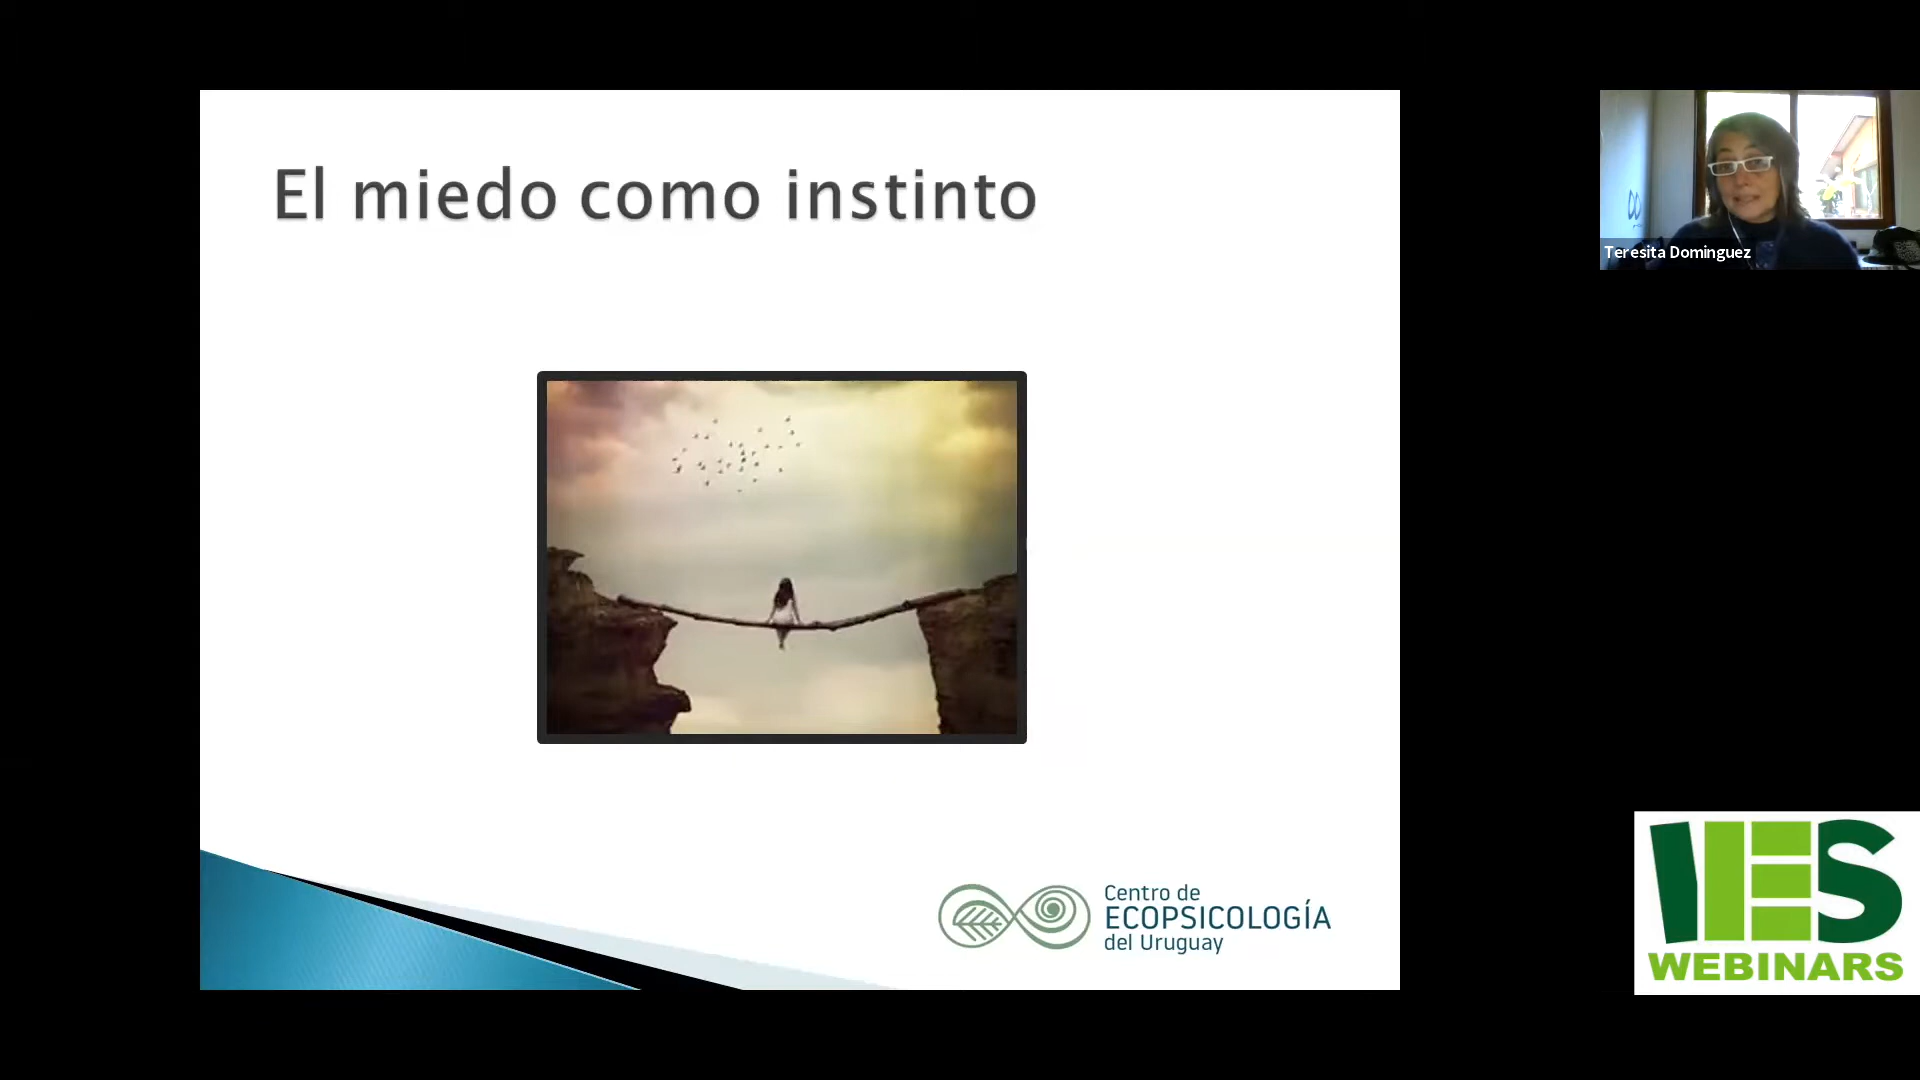 El miedo como instinto
Teresita Dominguez
Centro de
ECOPSICOLOGÍA
del Uruguay
IES
WEBINARS